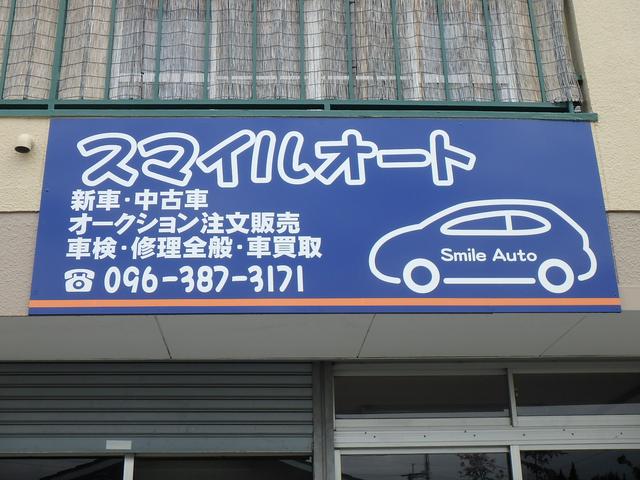 スマイルオート
新車・中古車
オークション注文販売
車検・修理全般・車買取
☎ 096-387-3171
Smile Auto